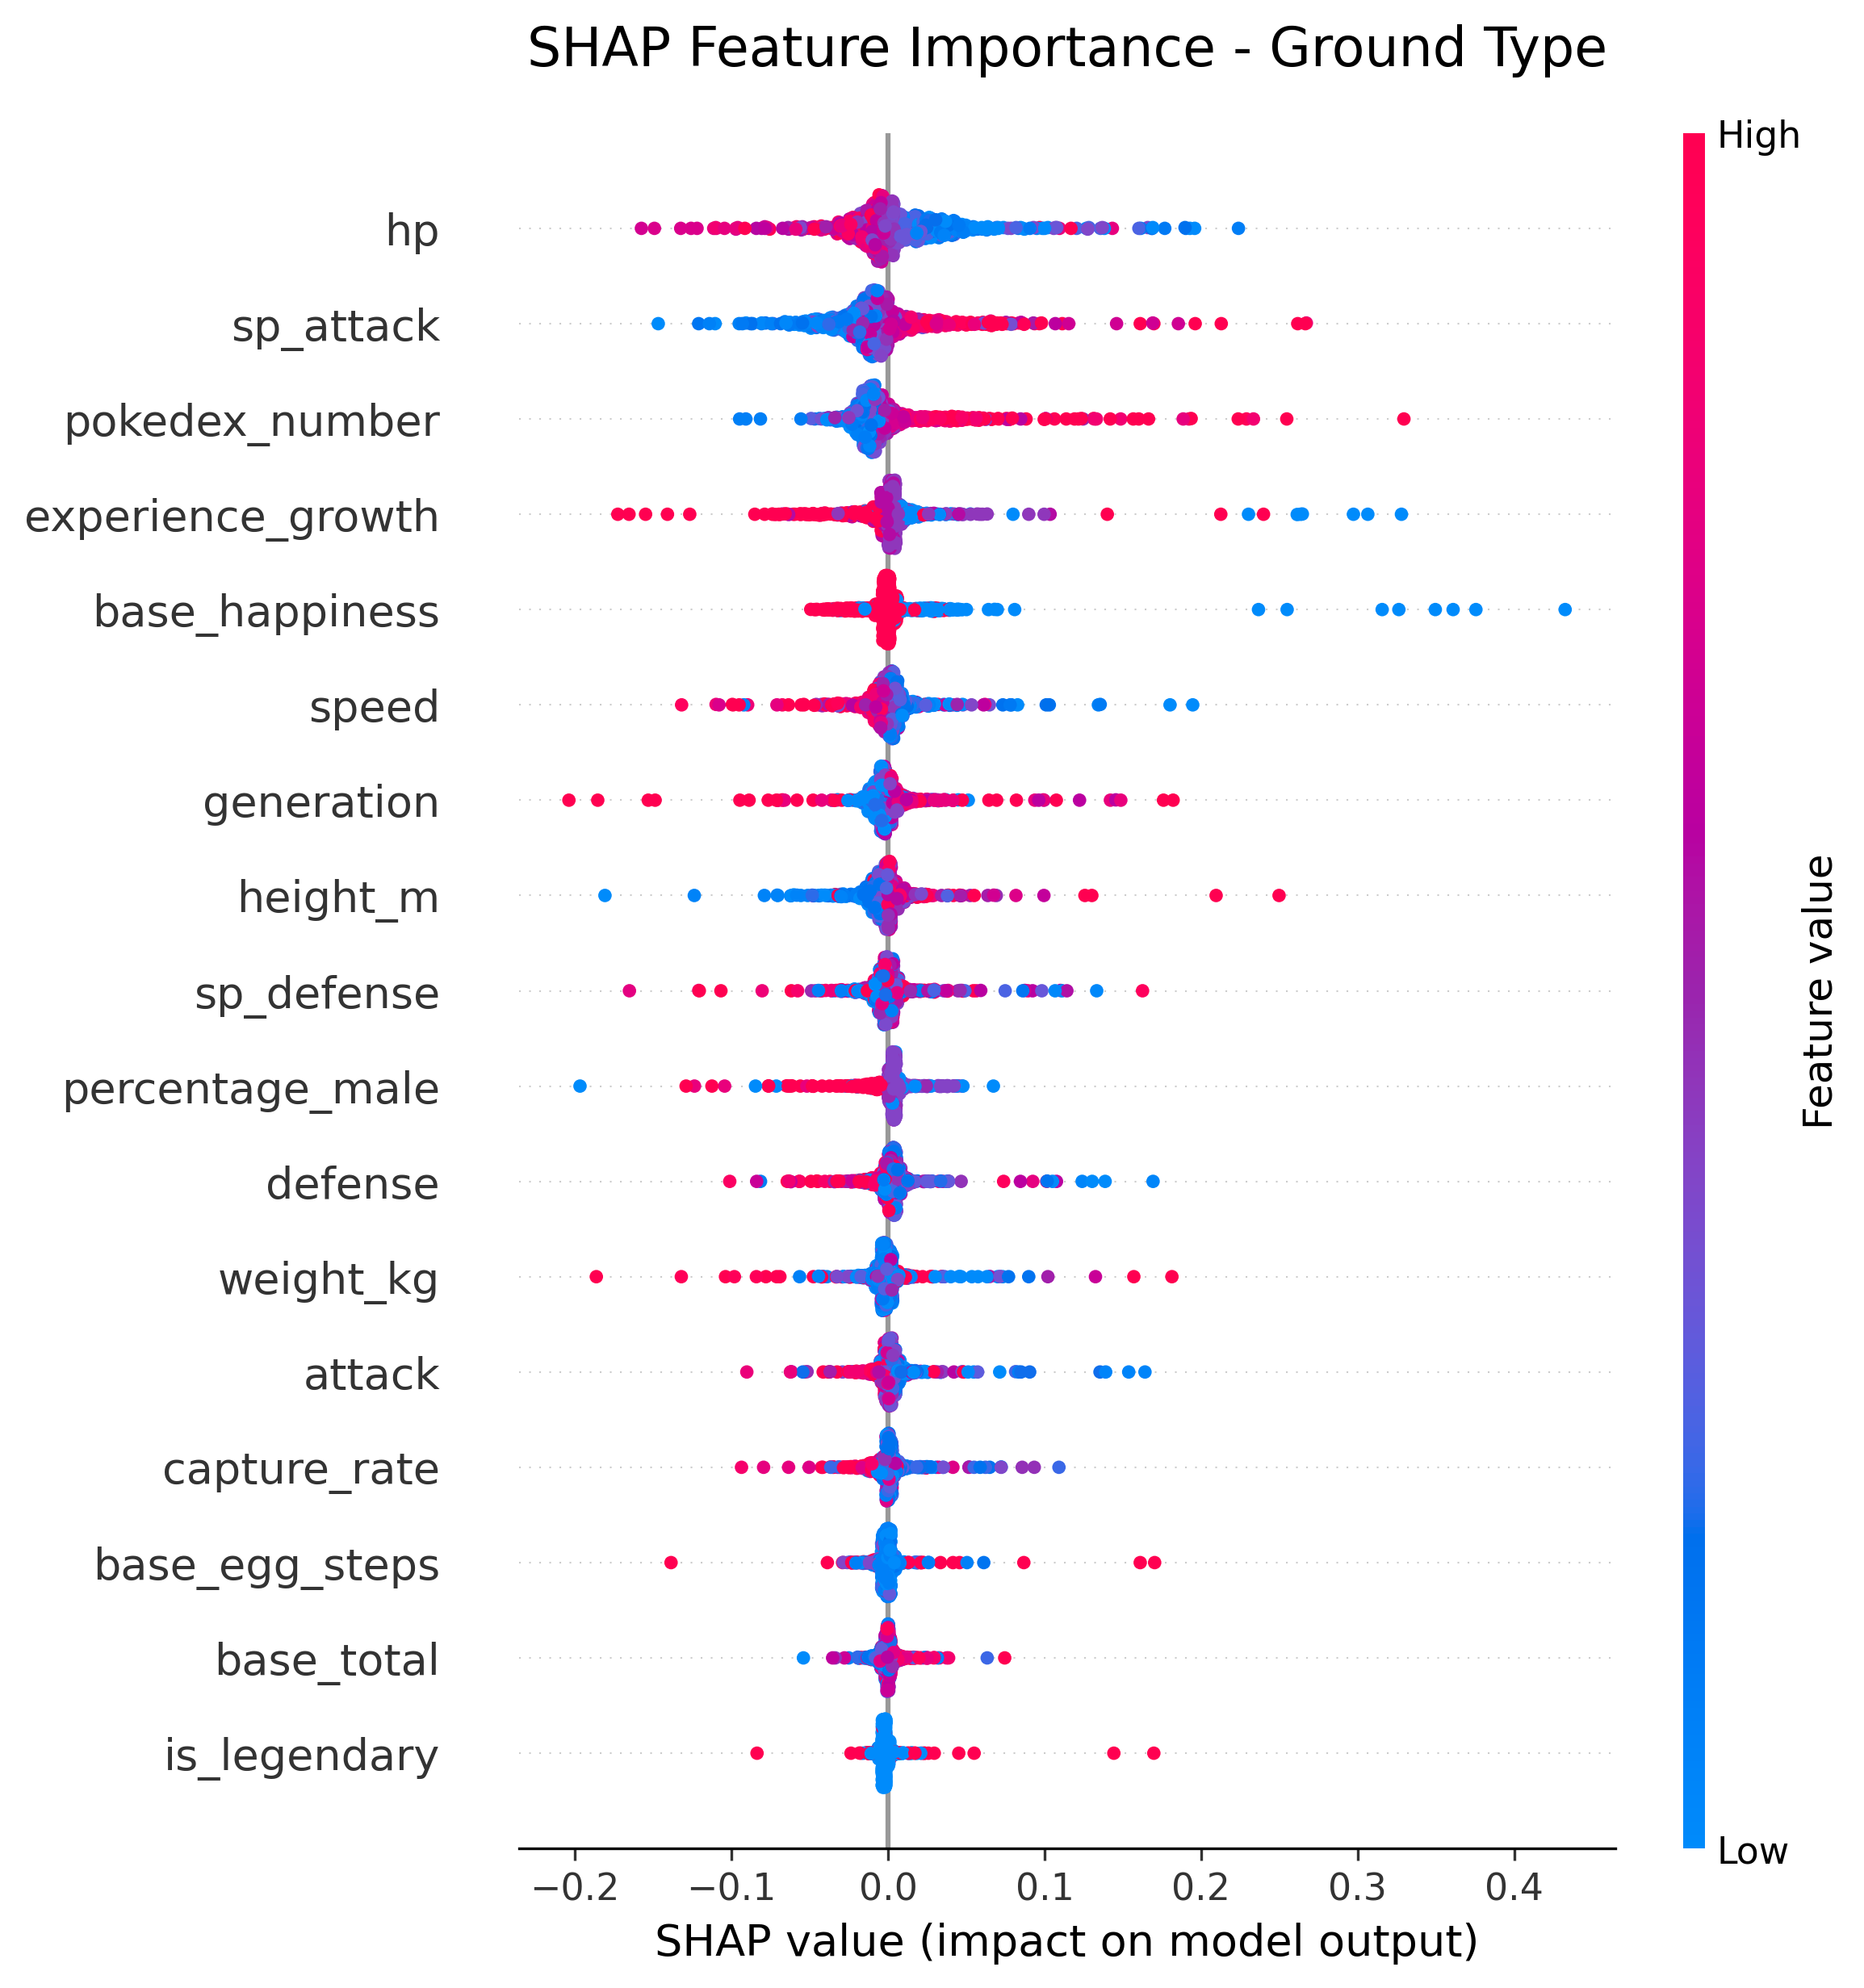 SHAP Feature Importance - Ground Type
High
hp
sp_attack
pokedex_number
experience_growth
base_happiness
speed
generation
height_m
sp_defense
percentage_male
defense
weight_kg
attack
capture_rate
base_egg_steps
base_total
is_legendary
Feature value
Low
−0.2 −0.1 0.0 0.1 0.2 0.3 0.4
SHAP value (impact on model output)